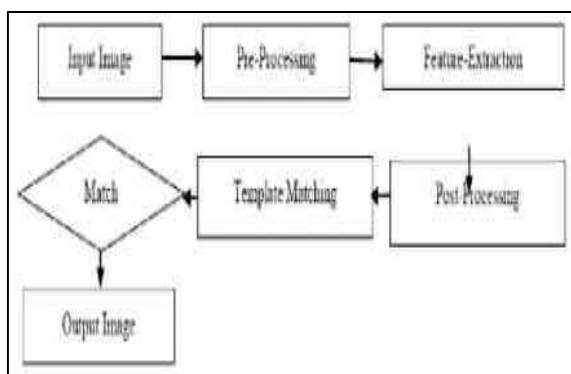 Input Image
Pre-Processing
Feature-Extraction
Post-Processing
Template Matching
Match
Output Image